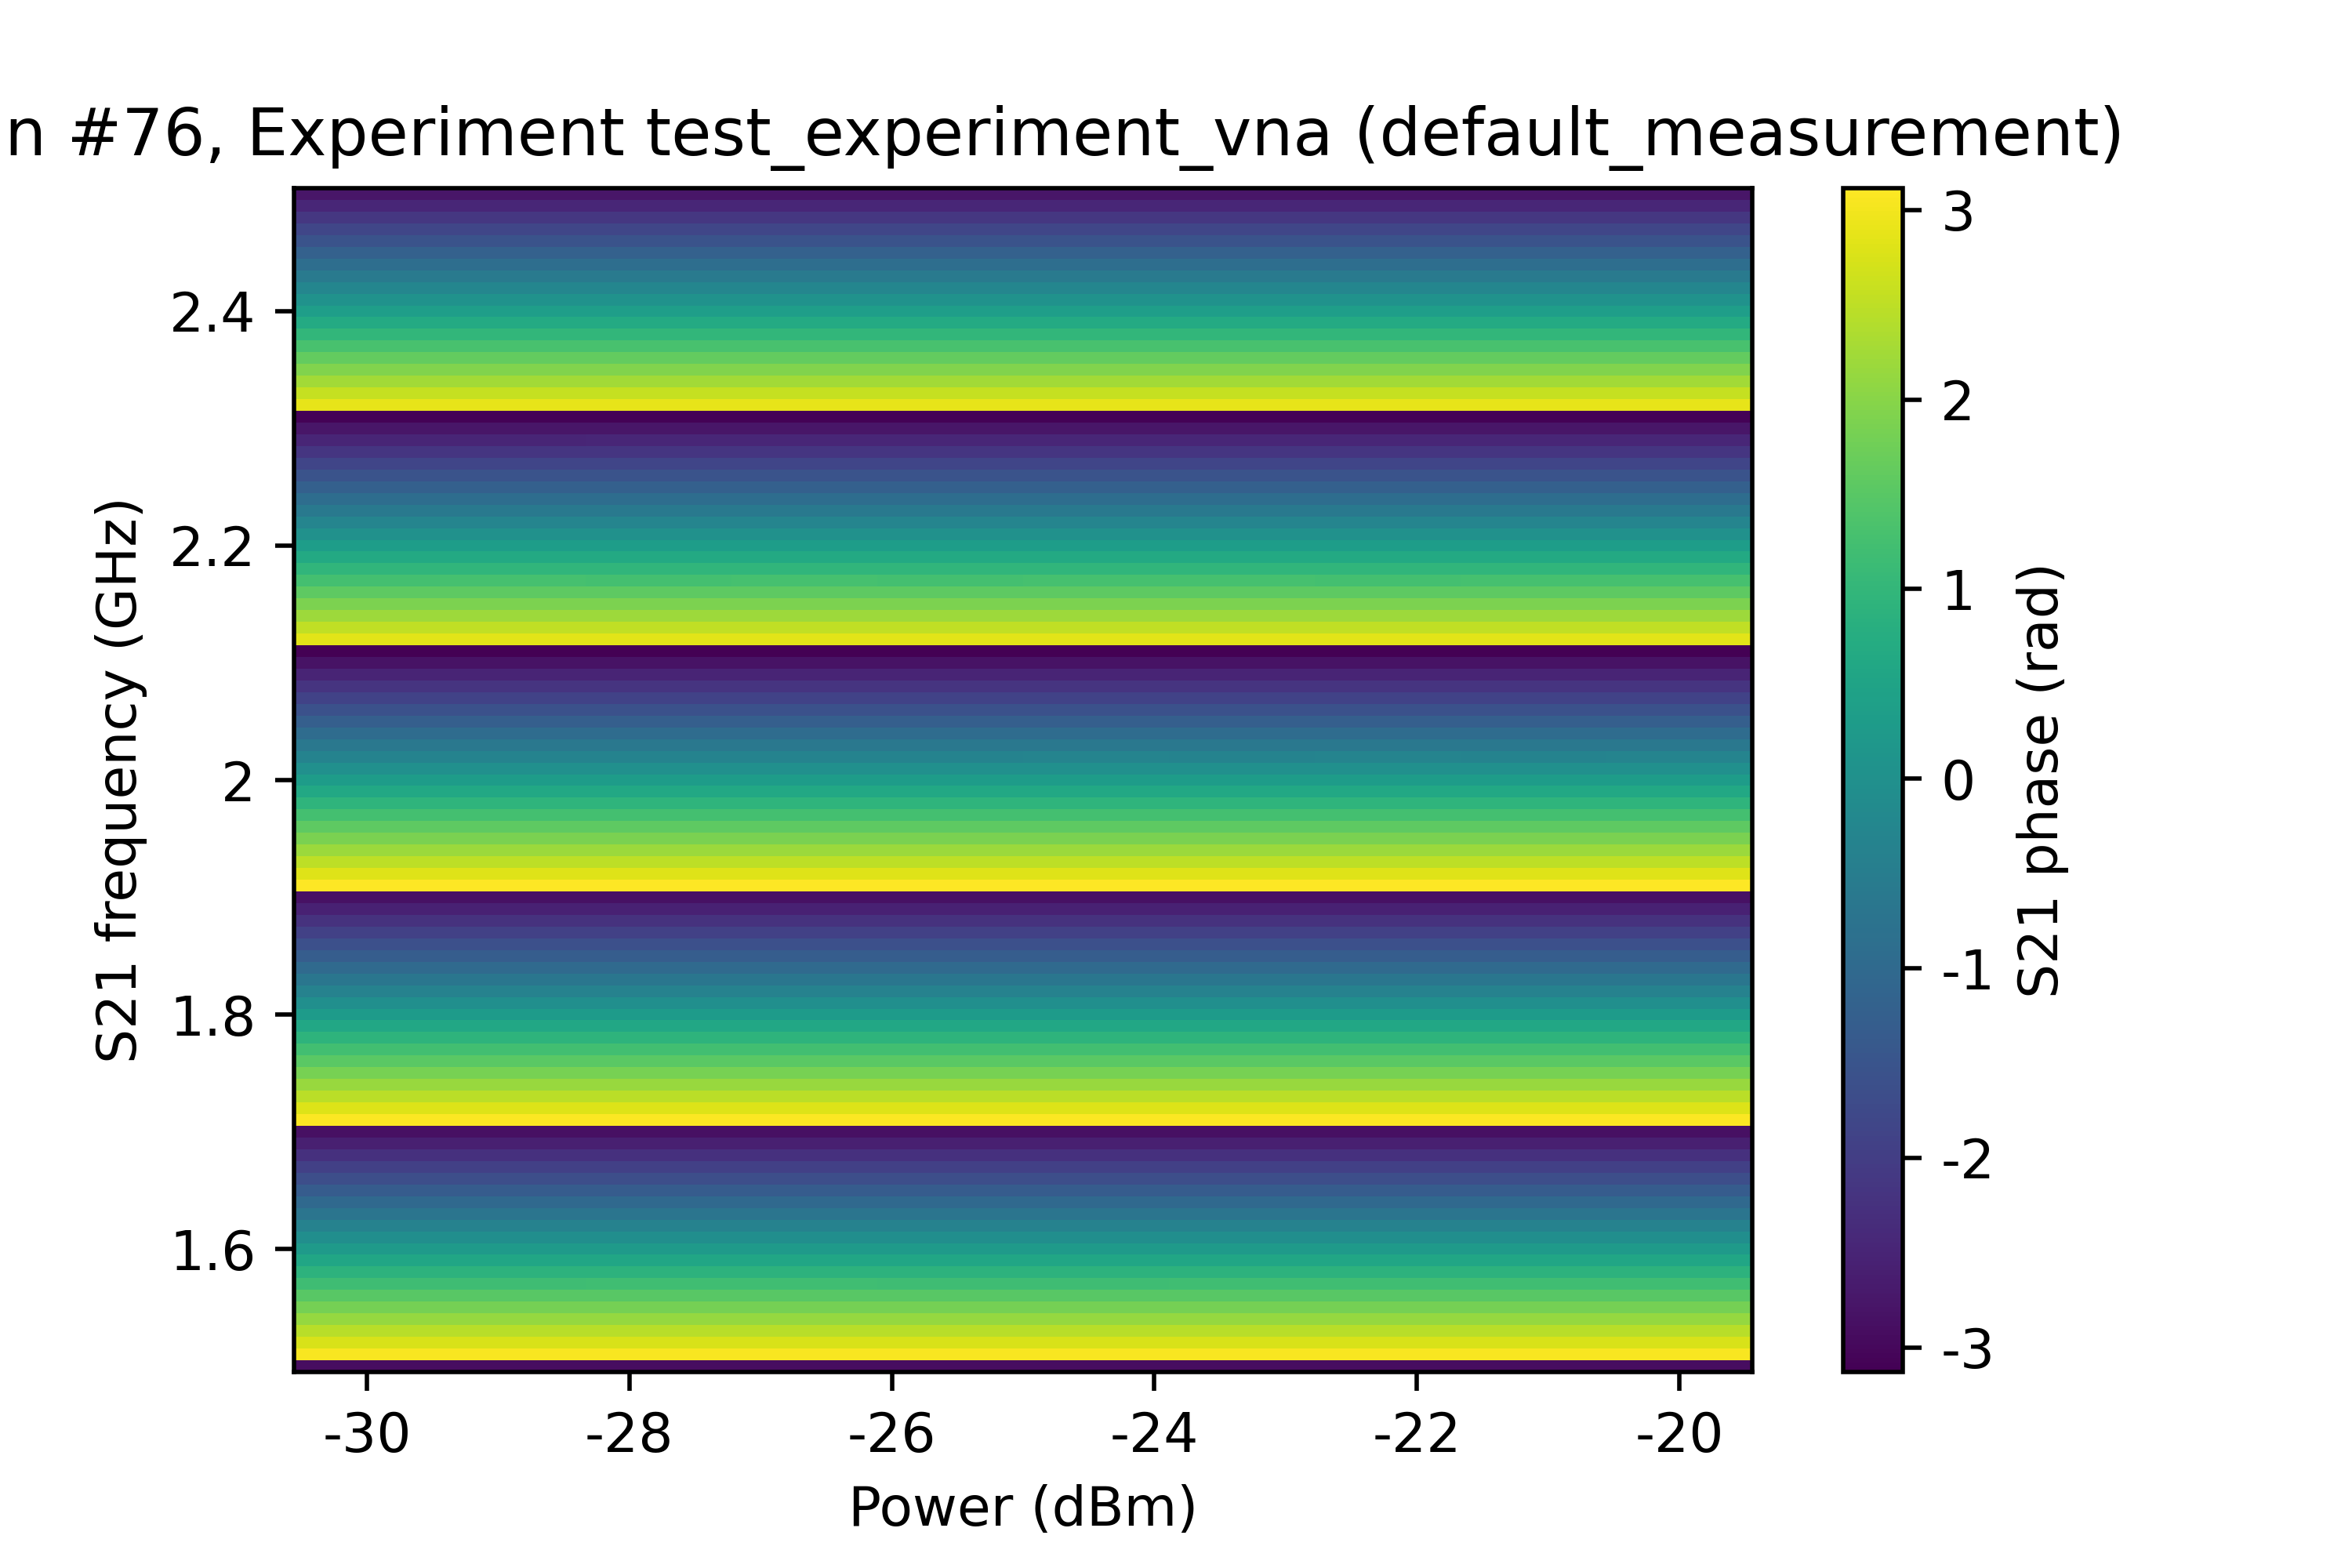 n #76, Experiment test_experiment_vna (default_measurement)
S21 frequency (GHz)
2.4
2.2
2
1.8
1.6
-30 -28 -26 -24 -22 -20
Power (dBm)
3
2
1
0
-1
-2
-3
S21 phase (rad)